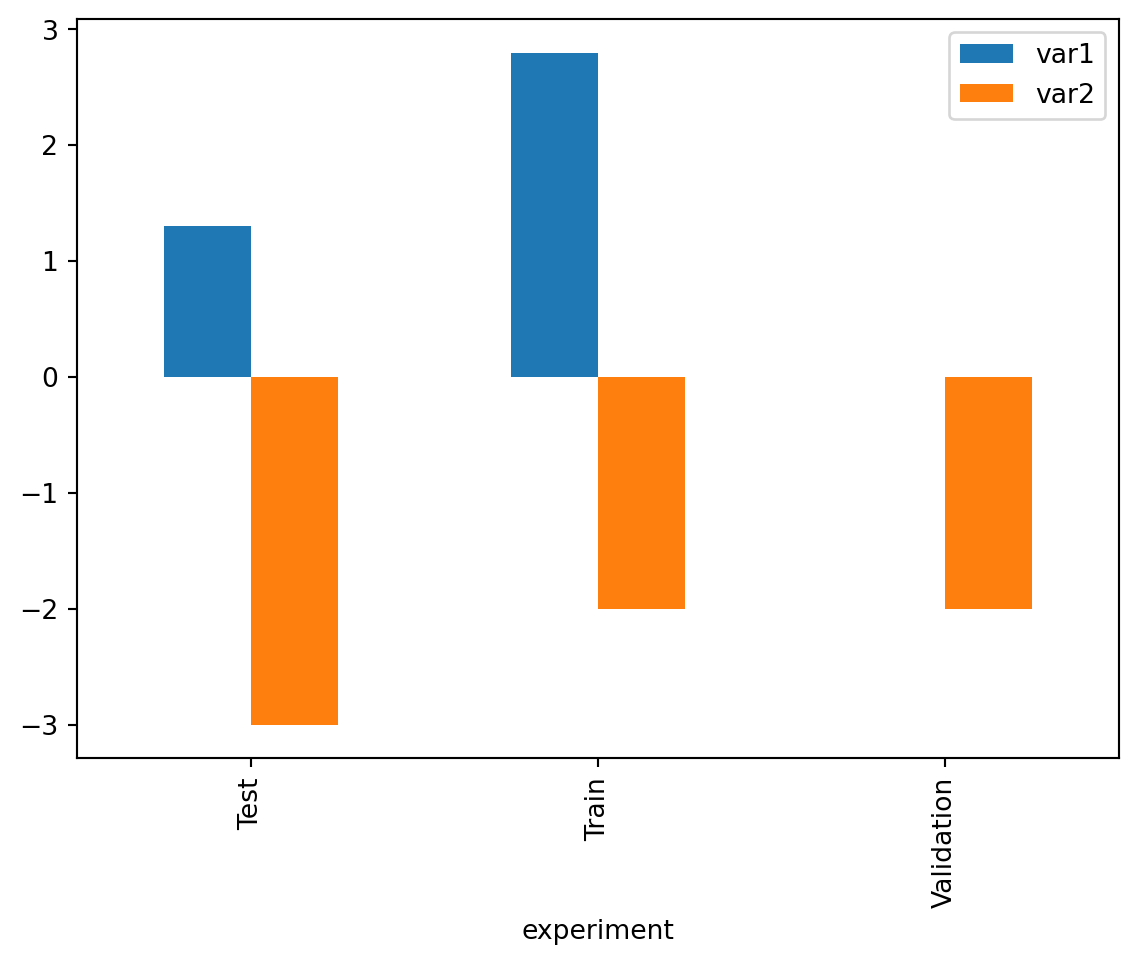 3
2
1
0
−1
−2
−3
var1
var2
Test
Train
Validation
experiment